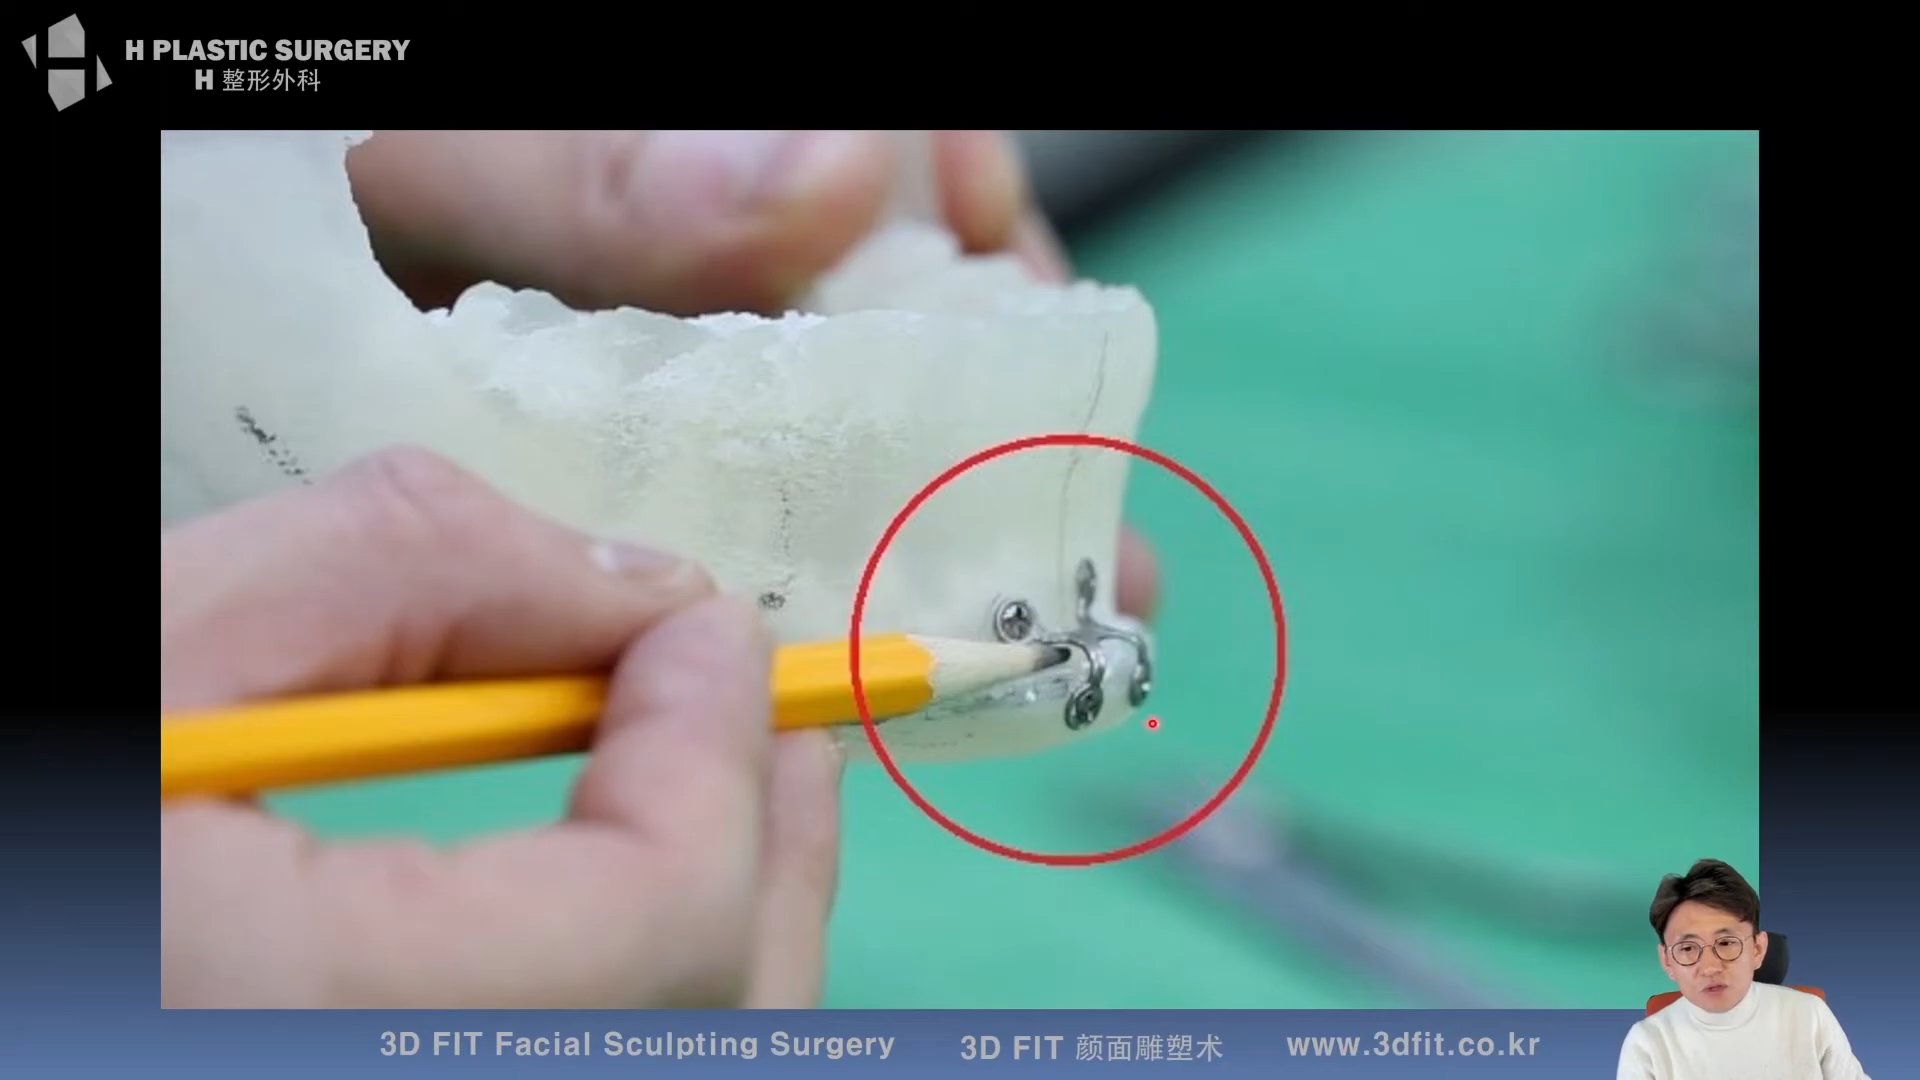 H PLASTIC SURGERY
H 整形外科
3D FIT Facial Sculpting Surgery 3D FIT 颜面雕塑术 www.3dfit.co.kr